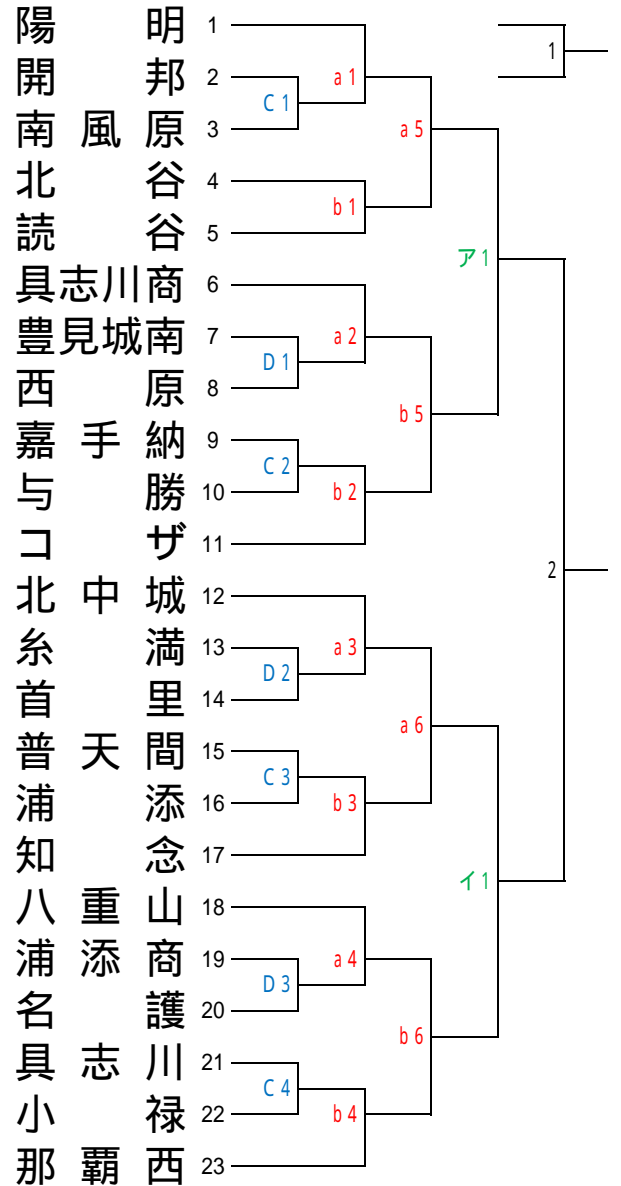 陽明 1
開邦 2
南風原 3
北谷 4
読谷 5
具志川商 6
豊見城南 7
西原 8
嘉手納 9
与勝 10
コザ 11
北中城 12
糸満 13
首里 14
普天間 15
浦添 16
知念 17
八重山 18
浦添商 19
名護 20
具志川 21
小禄 22
那覇西 23
C1
D1
C2
D2
C3
D3
C4
a1
b1
a2
b2
a3
b3
a4
b4
a5
b5
a6
b6
ア1
イ1
1
2